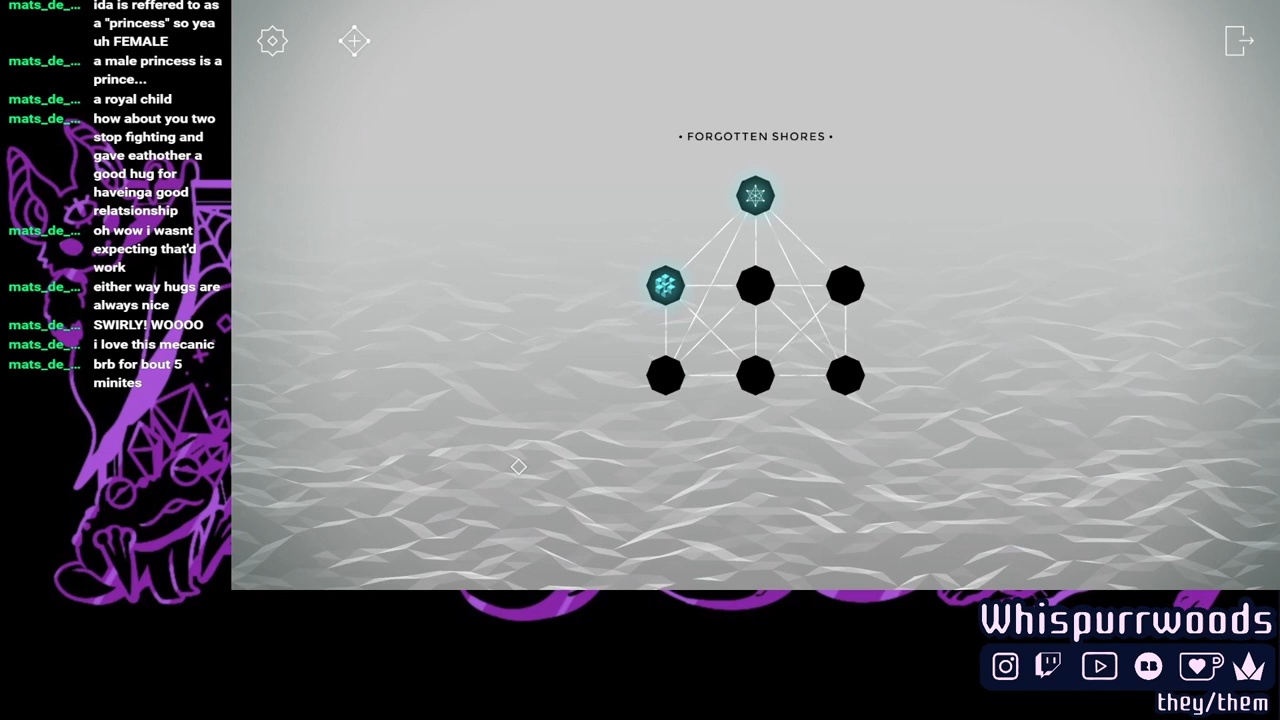 mats_de_... ida is reffered to as
a "princess" so yea
uh FEMALE
mats_de_... a male princess is a
prince...
mats_de_... a royal child
mats_de_... how about you two
stop fighting and
gave eathother a
good hug for
haveinga good
relatsionship
mats_de_... oh wow i wasnt
expecting that'd
work
mats_de_... either way hugs are
always nice
mats_de_... SWIRLY! WOOOO
mats_de_... i love this mecanic
mats_de_... brb for bout 5
minites
• FORGOTTEN SHORES •
Whispurrwoods
they/them